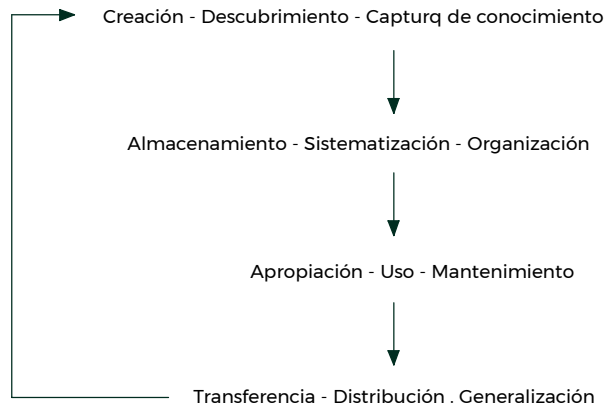 Creación - Descubrimiento - Capturq de conocimiento
Almacenamiento - Sistematización - Organización
Apropiación - Uso - Mantenimiento
Transferencia - Distribución . Generalización